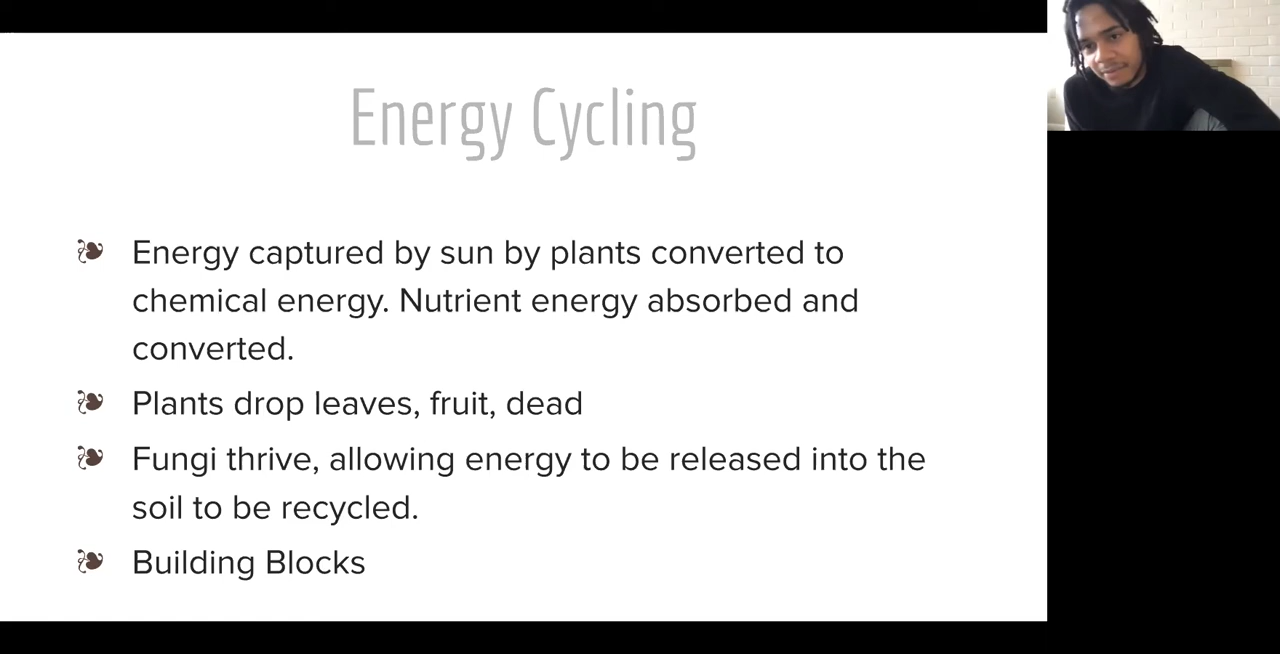 Energy Cycling
Energy captured by sun by plants converted to
chemical energy. Nutrient energy absorbed and
converted.
Plants drop leaves, fruit, dead
Fungi thrive, allowing energy to be released into the
soil to be recycled.
Building Blocks